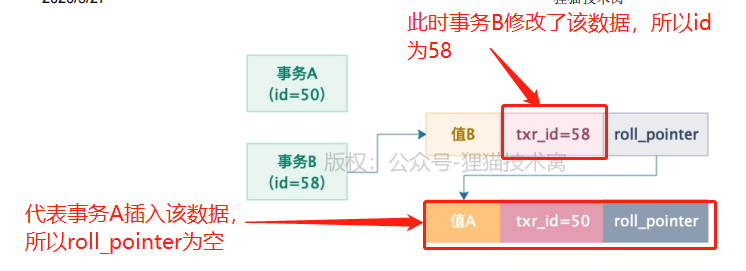 此时事务B修改了该数据，所以id
为58
事务A
（id=50）
值B
txr_id=58
roll_pointer
事务B
（id=58）
版权：公众号-狸猫技术窝
代表事务A插入该数据，
所以roll_pointer为空
值A
txr_id=50
roll_pointer